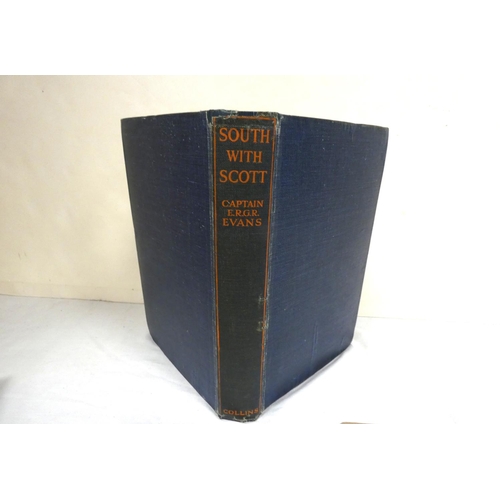 SOUTH
WITH
SCOTT
CAPTAIN
E.R.G.R.
EVANS
COLLINS